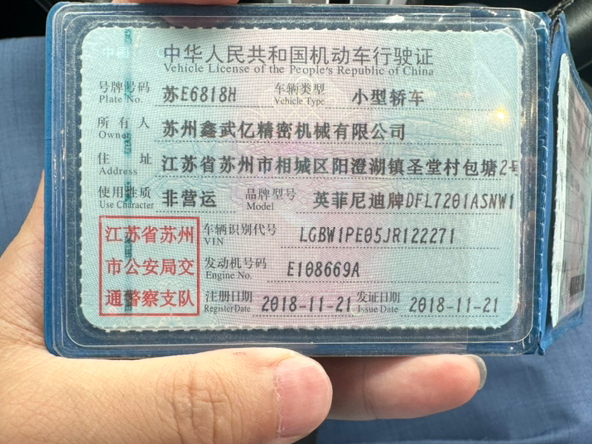 中华人民共和国机动车行驶证
Vehicle License of the People's Republic of China
号牌号码 苏E6818H 车辆类型 小型轿车
Plate No. Vehicle Type
所有人 苏州鑫武亿精密机械有限公司
Owner
住址 江苏省苏州市相城区阳澄湖镇圣堂村包塘2号
Address
使用性质 非营运 品牌型号 英菲尼迪牌DFL7201ASNW1
Use Character Model
江苏省苏州 车辆识别代号 LGBW1PE05JR122271
VIN
市公安局交 发动机号码 E108669A
Engine No.
通警察支队 注册日期 2018-11-21 发证日期 2018-11-21
Register Date Issue Date